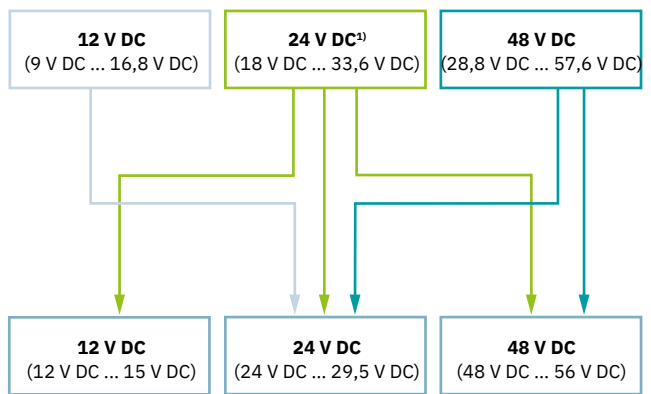 12 V DC
(9 V DC ... 16,8 V DC)
24 V DC¹⁾
(18 V DC ... 33,6 V DC)
48 V DC
(28,8 V DC ... 57,6 V DC)
12 V DC
(12 V DC ... 15 V DC)
24 V DC
(24 V DC ... 29,5 V DC)
48 V DC
(48 V DC ... 56 V DC)